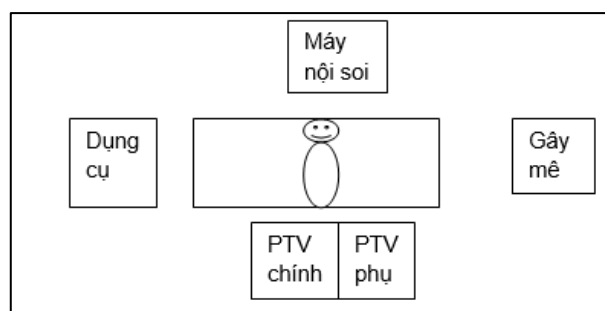 Máy
nội soi
Dụng
cụ
Gây
mê
PTV
chính
PTV
phụ